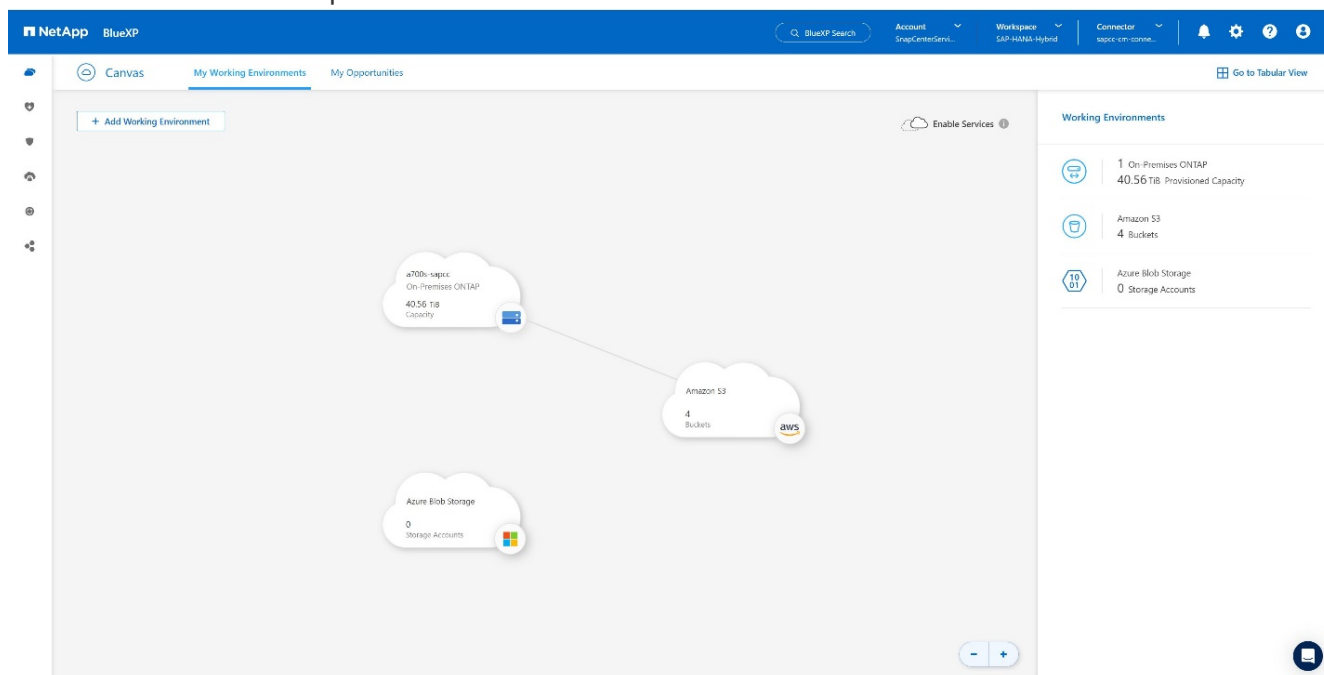 NetApp BlueXP
BlueXP Search
Account
SnapCenterServi...
Workspace
SAP-HANA-Hybrid
Connector
sapcc-cm-conne...
Canvas
My Working Environments
My Opportunities
Go to Tabular View
+ Add Working Environment
Enable Services
a700s-sapcc
On-Premises ONTAP
40.56 TiB
Capacity
Amazon S3
4
Buckets
aws
Azure Blob Storage
0
Storage Accounts
- +
Working Environments
1 On-Premises ONTAP
40.56 TiB Provisioned Capacity
Amazon S3
4 Buckets
10
01
Azure Blob Storage
0 Storage Accounts